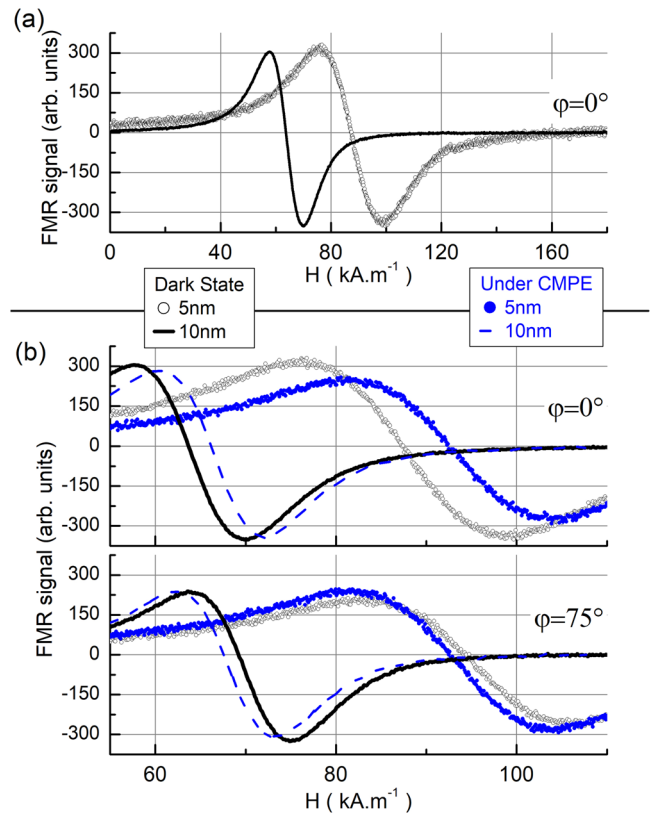 (a)
FMR signal (arb. units)
300
150
0
-150
-300
φ=0°
0 40 80 120 160
H ( kA.m⁻¹)
Dark State
5nm
10nm
Under CMPE
5nm
10nm
(b)
FMR signal (arb. units)
300
150
0
-150
-300
φ=0°
300
150
0
-150
-300
φ=75°
60 80 100
H ( kA.m⁻¹)